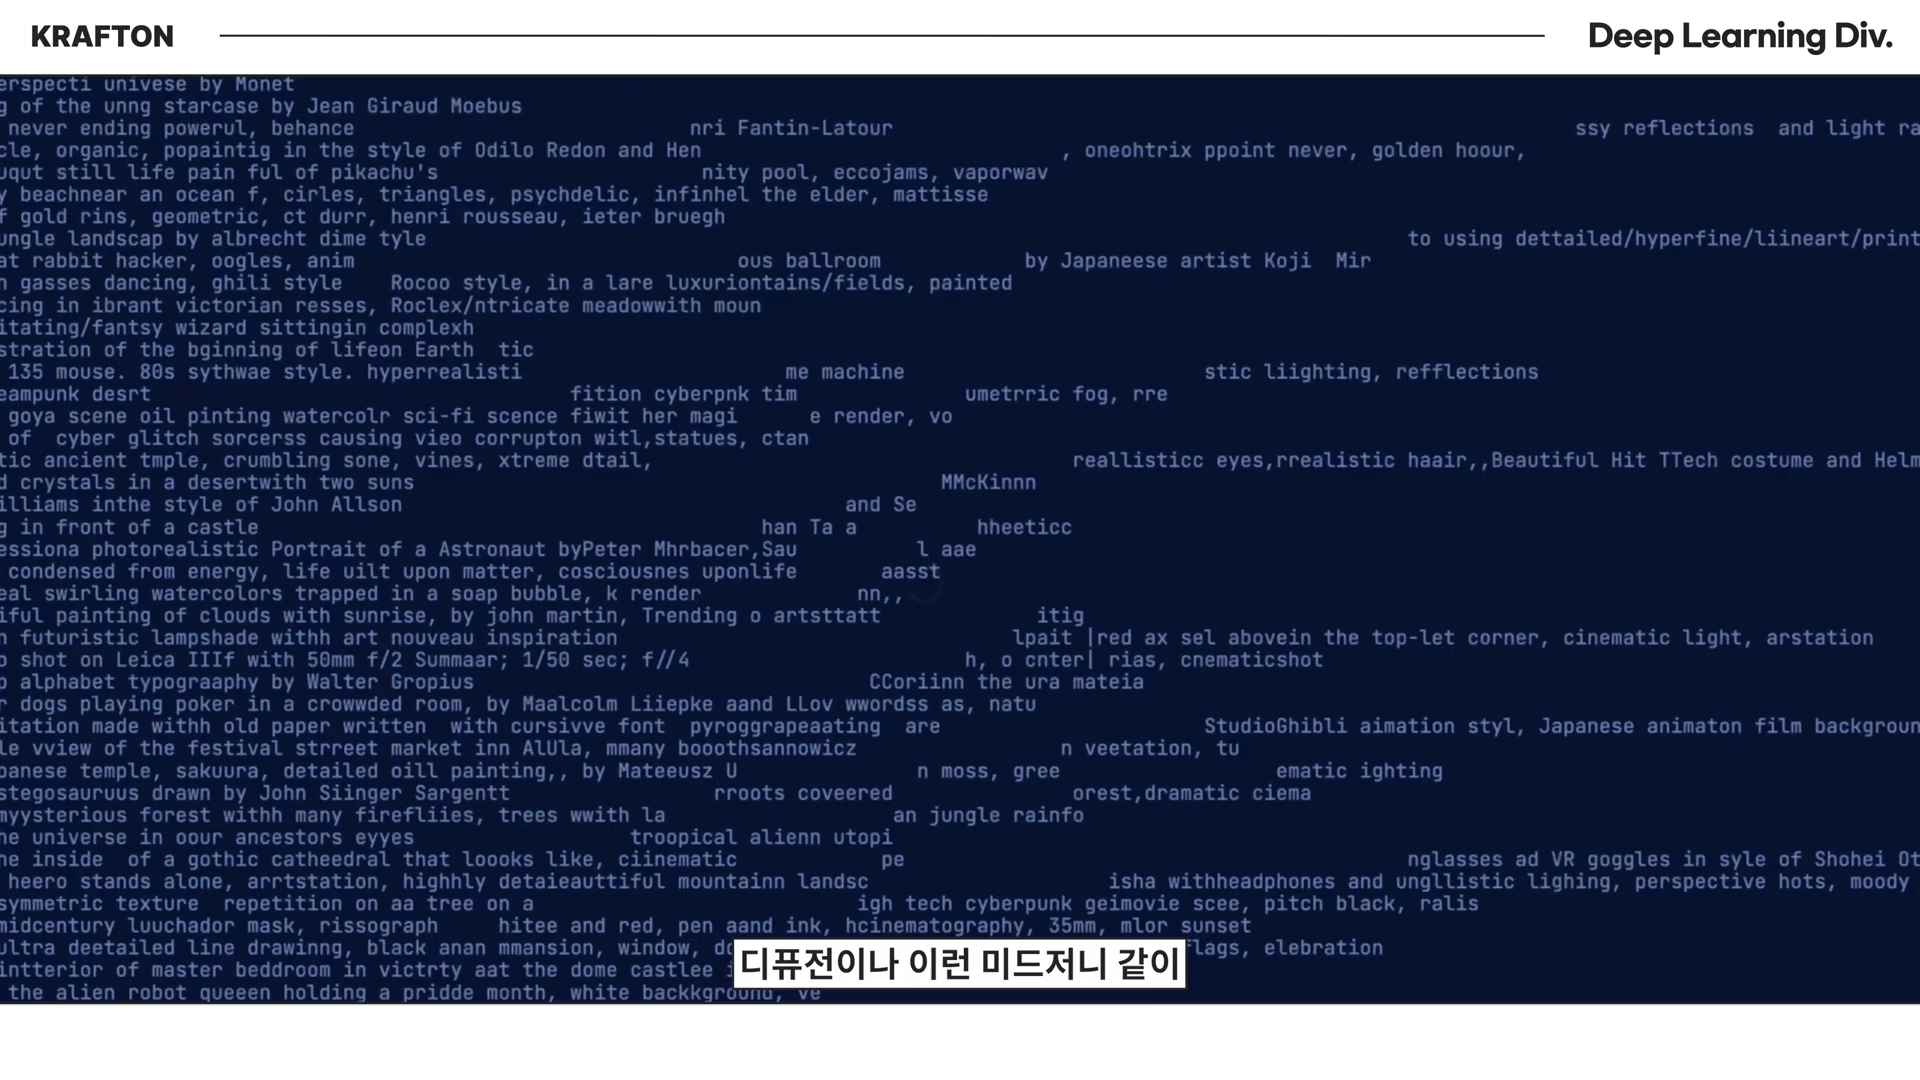 KRAFTON
Deep Learning Div.
erspecti univese by Monet
g of the unng starcase by Jean Giraud Moebus
never ending powerul, behance nri Fantin-Latour ssy reflections and light ra
cle, organic, popaintig in the style of Odilo Redon and Hen , oneohtrix ppoint never, golden hoour,
uqut still life pain ful of pikachu's nity pool, eccojams, vaporwav
y beachnear an ocean f, cirles, triangles, psychdelic, infinhel the elder, mattisse
f gold rins, geometric, ct durr, henri rousseau, ieter bruegh
ungle landscap by albrecht dime tyle to using dettailed/hyperfine/liineart/print
at rabbit hacker, oogles, anim ous ballroom by Japaneese artist Koji Mir
n gasses dancing, ghili style Rocoo style, in a lare luxuriontains/fields, painted
cing in ibrant victorian resses, Roclex/ntricate meadowwith moun
itating/fantsy wizard sittingin complexh
stration of the bginning of lifeon Earth tic
135 mouse. 80s sythwae style. hyperrealisti me machine stic liighting, refflections
eampunk desrt fition cyberpnk tim umetrric fog, rre
goya scene oil pinting watercolr sci-fi scence fiwit her magi e render, vo
of cyber glitch sorcerss causing vieo corrupton witl,statues, ctan
tic ancient tmple, crumbling sone, vines, xtreme dtail, reallisticc eyes,rrealistic haair,,Beautiful Hit TTech costume and Helm
d crystals in a desertwith two suns MMcKinnn
illiams inthe style of John Allson and Se
g in front of a castle han Ta a hheeticc
essiona photorealistic Portrait of a Astronaut byPeter Mhrbacer,Sau l aae
condensed from energy, life uilt upon matter, cosciousnes uponlife aasst
eal swirling watercolors trapped in a soap bubble, k render nn,,
iful painting of clouds with sunrise, by john martin, Trending o artsttatt itig
n futuristic lampshade withh art nouveau inspiration lpait |red ax sel abovein the top-let corner, cinematic light, arstation
o shot on Leica IIIf with 50mm f/2 Summaar; 1/50 sec; f//4 h, o cnter| rias, cnematicshot
o alphabet typograaphy by Walter Gropius CCoriinn the ura mateia
r dogs playing poker in a crowwded room, by Maalcolm Liiepke aand LLov wwordss as, natu
itation made withh old paper written with cursivve font pyroggrapeaating are StudioGhibli aimation styl, Japanese animaton film backgroun
le vview of the festival strreet market inn AlUla, mmany booothsannowicz n veetation, tu
panese temple, sakuura, detailed oill painting,, by Mateeusz U n moss, gree ematic ighting
stegosauruus drawn by John Siinger Sargentt rroots coveered orest,dramatic ciema
myysterious forest withh many firefliies, trees wwith la an jungle rainfo
he universe in oour ancestors eyyes troopical alienn utopi
he inside of a gothic catheedral that loooks like, ciinematic pe nglasses ad VR goggles in syle of Shohei Ot
heero stands alone, arrtstation, highhly detaieauttiful mountainn landsc isha withheadphones and ungllistic lighing, perspective hots, moody
symmetric texture repetition on aa tree on a igh tech cyberpunk geimovie scee, pitch black, ralis
midcentury luuchador mask, rissograph hitee and red, pen aand ink, hcinematography, 35mm, mlor sunset
ultra deetailed line drawinng, black anan mmansion, window, flags, elebration
intterior of master beddroom in victrty aat the dome castlee
the alien robot queeen holding a pridde month, white backkground, ve
디퓨전이나 이런 미드저니 같이